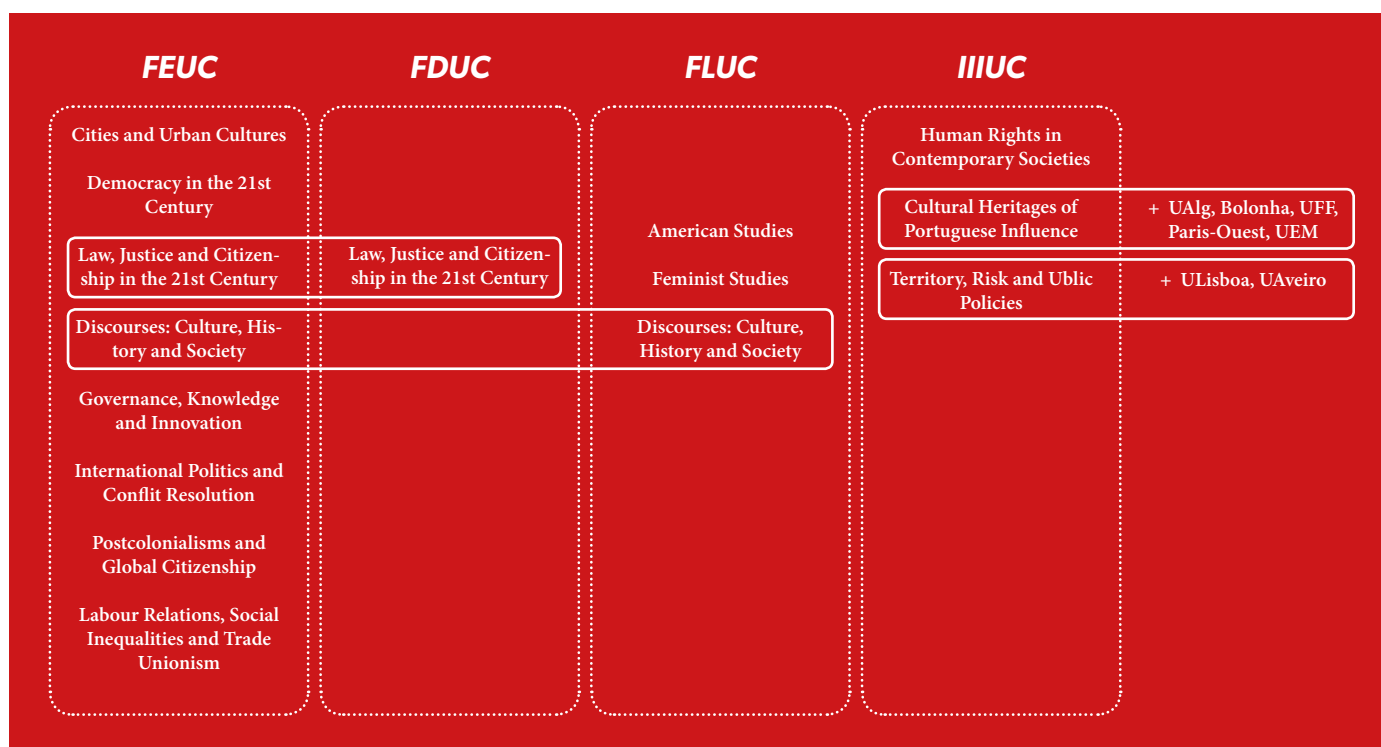 FEUC
Cities and Urban Cultures
Democracy in the 21st
Century
Law, Justice and Citizen-
ship in the 21st Century
Discourses: Culture, His-
tory and Society
Governance, Knowledge
and Innovation
International Politics and
Conflit Resolution
Postcolonialisms and
Global Citizenship
Labour Relations, Social
Inequalities and Trade
Unionism
FDUC
Law, Justice and Citizen-
ship in the 21st Century
FLUC
American Studies
Feminist Studies
Discourses: Culture,
History and Society
IIIUC
Human Rights in
Contemporary Societies
Cultural Heritages of
Portuguese Influence
+ UAlg, Bolonha, UFF,
Paris-Ouest, UEM
Territory, Risk and Ublic
Policies
+ ULisboa, UAveiro